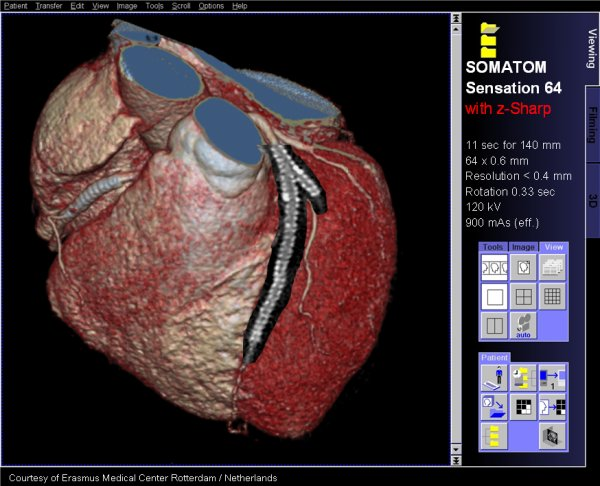 Patient Transfer Edit View Image Tools Scroll Options Help
SOMATOM
Sensation 64
with z-Sharp
11 sec for 140 mm
64 x 0.6 mm
Resolution < 0.4 mm
Rotation 0.33 sec
120 kV
900 mAs (eff.)
Viewing
Filming
3D
Tools Image View
auto
Patient
1
Courtesy of Erasmus Medical Center Rotterdam / Netherlands